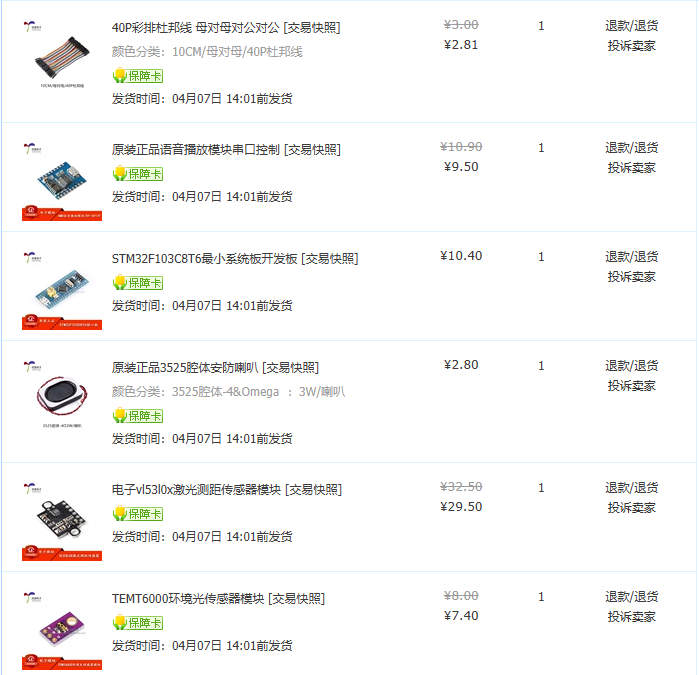 40P彩排杜邦线 母对母对公对公 [交易快照]
¥3.00
1
退款/退货
颜色分类：10CM/母对母/40P杜邦线
¥2.81
投诉卖家
保障卡
10CM/母对母/40P杜邦线
发货时间：04月07日 14:01前发货
原装正品语音播放模块串口控制 [交易快照]
¥10.90
1
退款/退货
¥9.50
投诉卖家
保障卡
发货时间：04月07日 14:01前发货
STM32F103C8T6最小系统板开发板 [交易快照]
¥10.40
1
退款/退货
投诉卖家
保障卡
发货时间：04月07日 14:01前发货
原装正品3525腔体安防喇叭 [交易快照]
¥2.80
1
退款/退货
颜色分类：3525腔体-4&Omega ：3W/喇叭
投诉卖家
保障卡
发货时间：04月07日 14:01前发货
电子vl53l0x激光测距传感器模块 [交易快照]
¥32.50
1
退款/退货
¥29.50
投诉卖家
保障卡
发货时间：04月07日 14:01前发货
TEMT6000环境光传感器模块 [交易快照]
¥8.00
1
退款/退货
¥7.40
投诉卖家
保障卡
发货时间：04月07日 14:01前发货